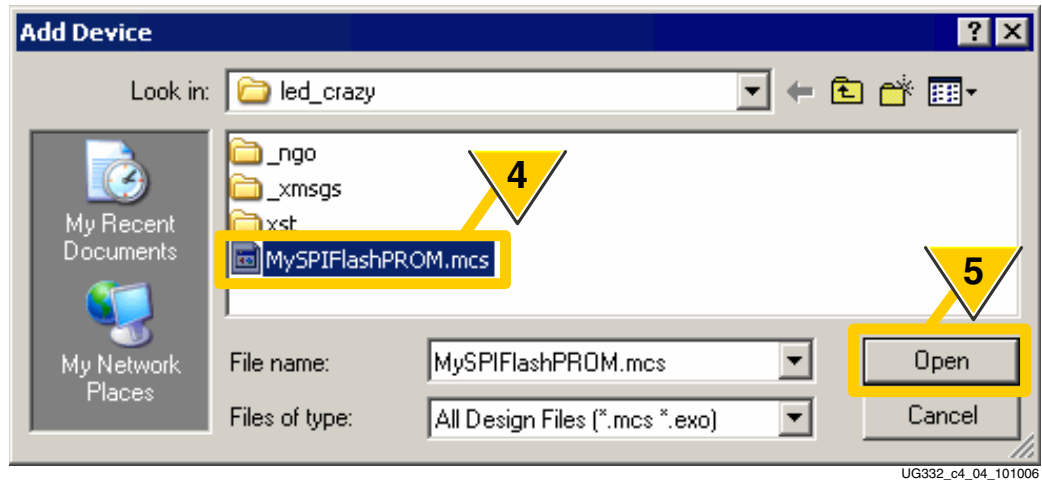 Add Device
Look in:
led_crazy
_ngo
_xmsgs
xst
MySPIFlashPROM.mcs
4
My Recent
Documents
My Network
Places
5
File name:
MySPIFlashPROM.mcs
Open
Files of type:
All Design Files (*.mcs *.exo)
Cancel
UG332_c4_04_101006